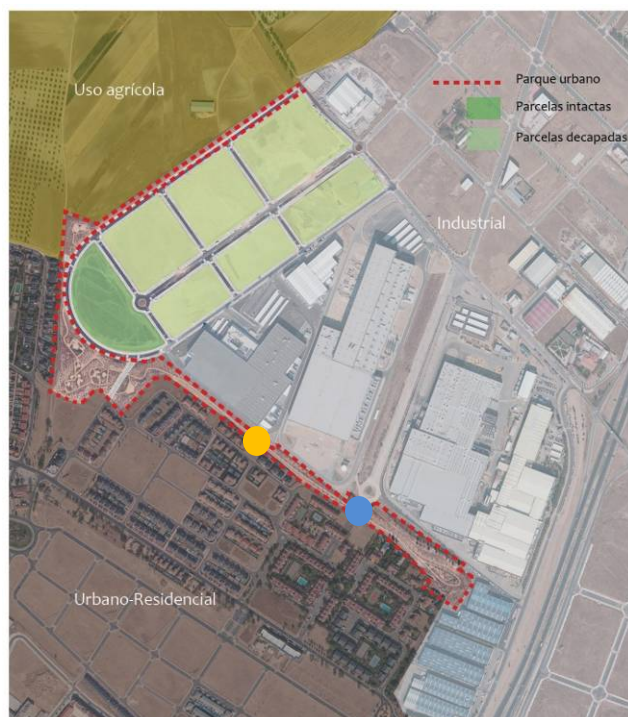 Uso agrícola
Parque urbano
Parcelas intactas
Parcelas decapadas
Industrial
Urbano-Residencial